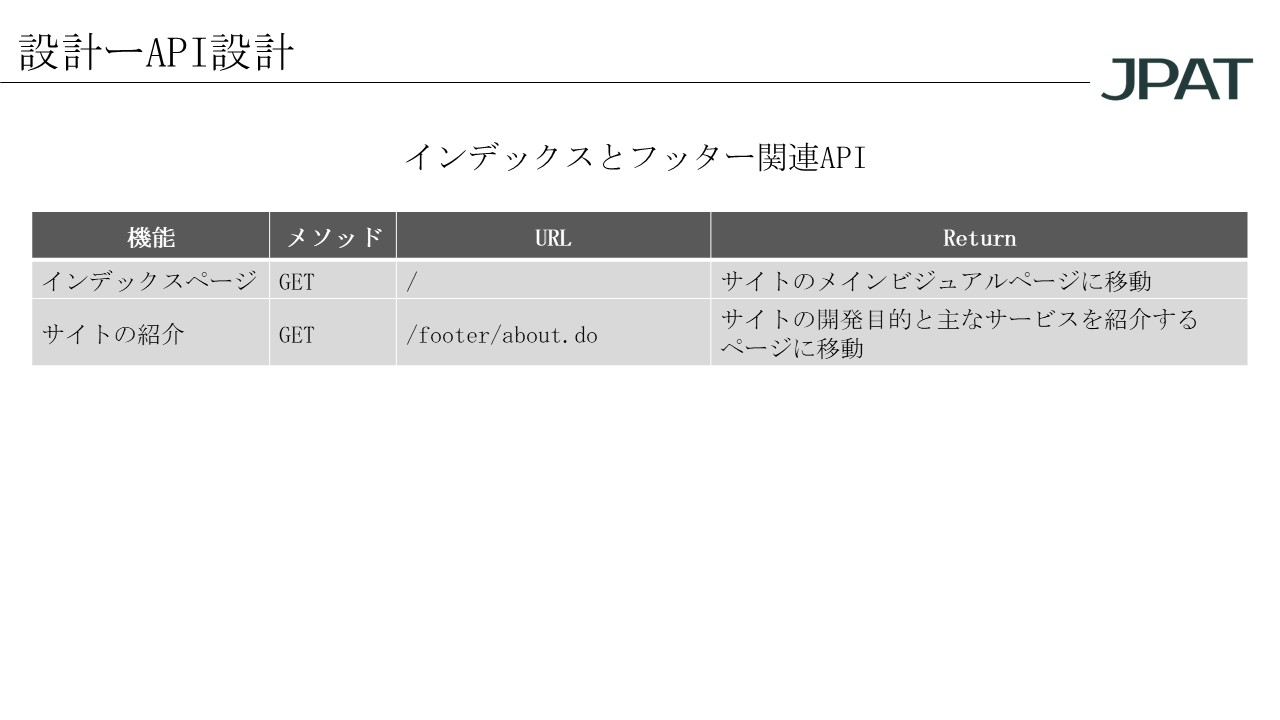 設計ーAPI設計
JPAT
インデックスとフッター関連API
機能 メソッド URL Return
インデックスページ GET / サイトのメインビジュアルページに移動
サイトの紹介 GET /footer/about.do サイトの開発目的と主なサービスを紹介する
ページに移動